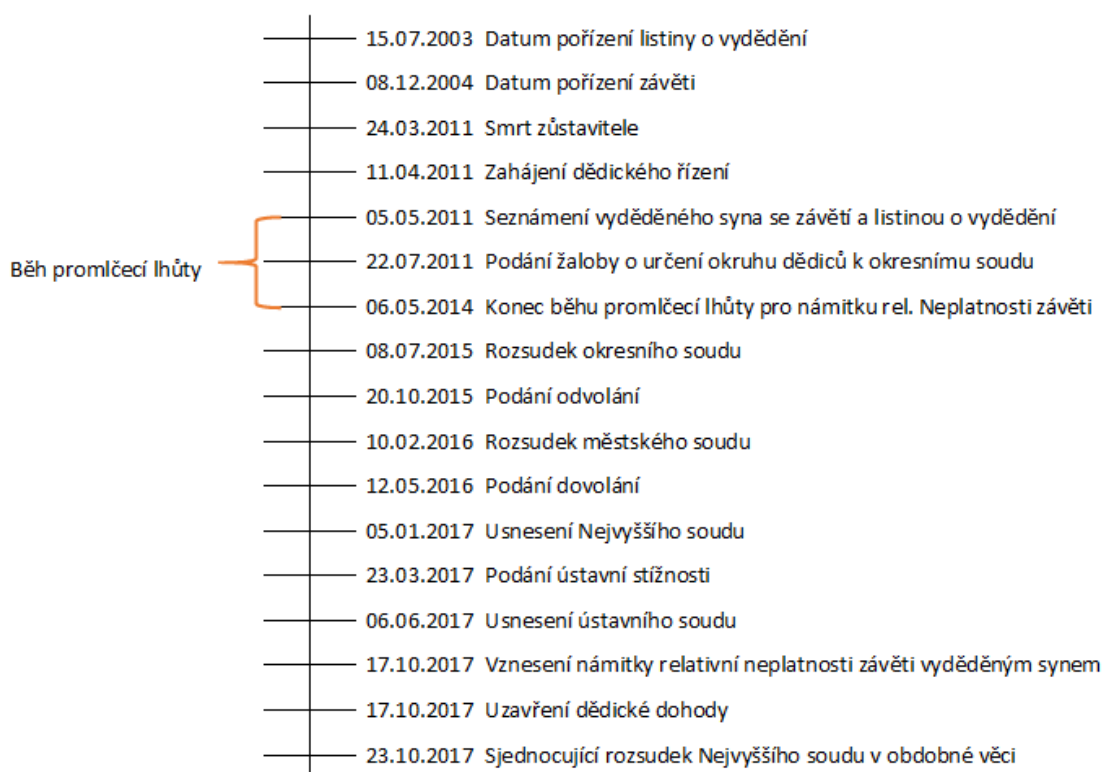 15.07.2003 Datum pořízení listiny o vydědění
08.12.2004 Datum pořízení závěti
24.03.2011 Smrt zůstavitele
11.04.2011 Zahájení dědického řízení
05.05.2011 Seznámení vyděděného syna se závětí a listinou o vydědění
Běh promlčecí lhůty
22.07.2011 Podání žaloby o určení okruhu dědiců k okresnímu soudu
06.05.2014 Konec běhu promlčecí lhůty pro námitku rel. Neplatnosti závěti
08.07.2015 Rozsudek okresního soudu
20.10.2015 Podání odvolání
10.02.2016 Rozsudek městského soudu
12.05.2016 Podání dovolání
05.01.2017 Usnesení Nejvyššího soudu
23.03.2017 Podání ústavní stížnosti
06.06.2017 Usnesení ústavního soudu
17.10.2017 Vznesení námitky relativní neplatnosti závěti vyděděným synem
17.10.2017 Uzavření dědické dohody
23.10.2017 Sjednocující rozsudek Nejvyššího soudu v obdobné věci